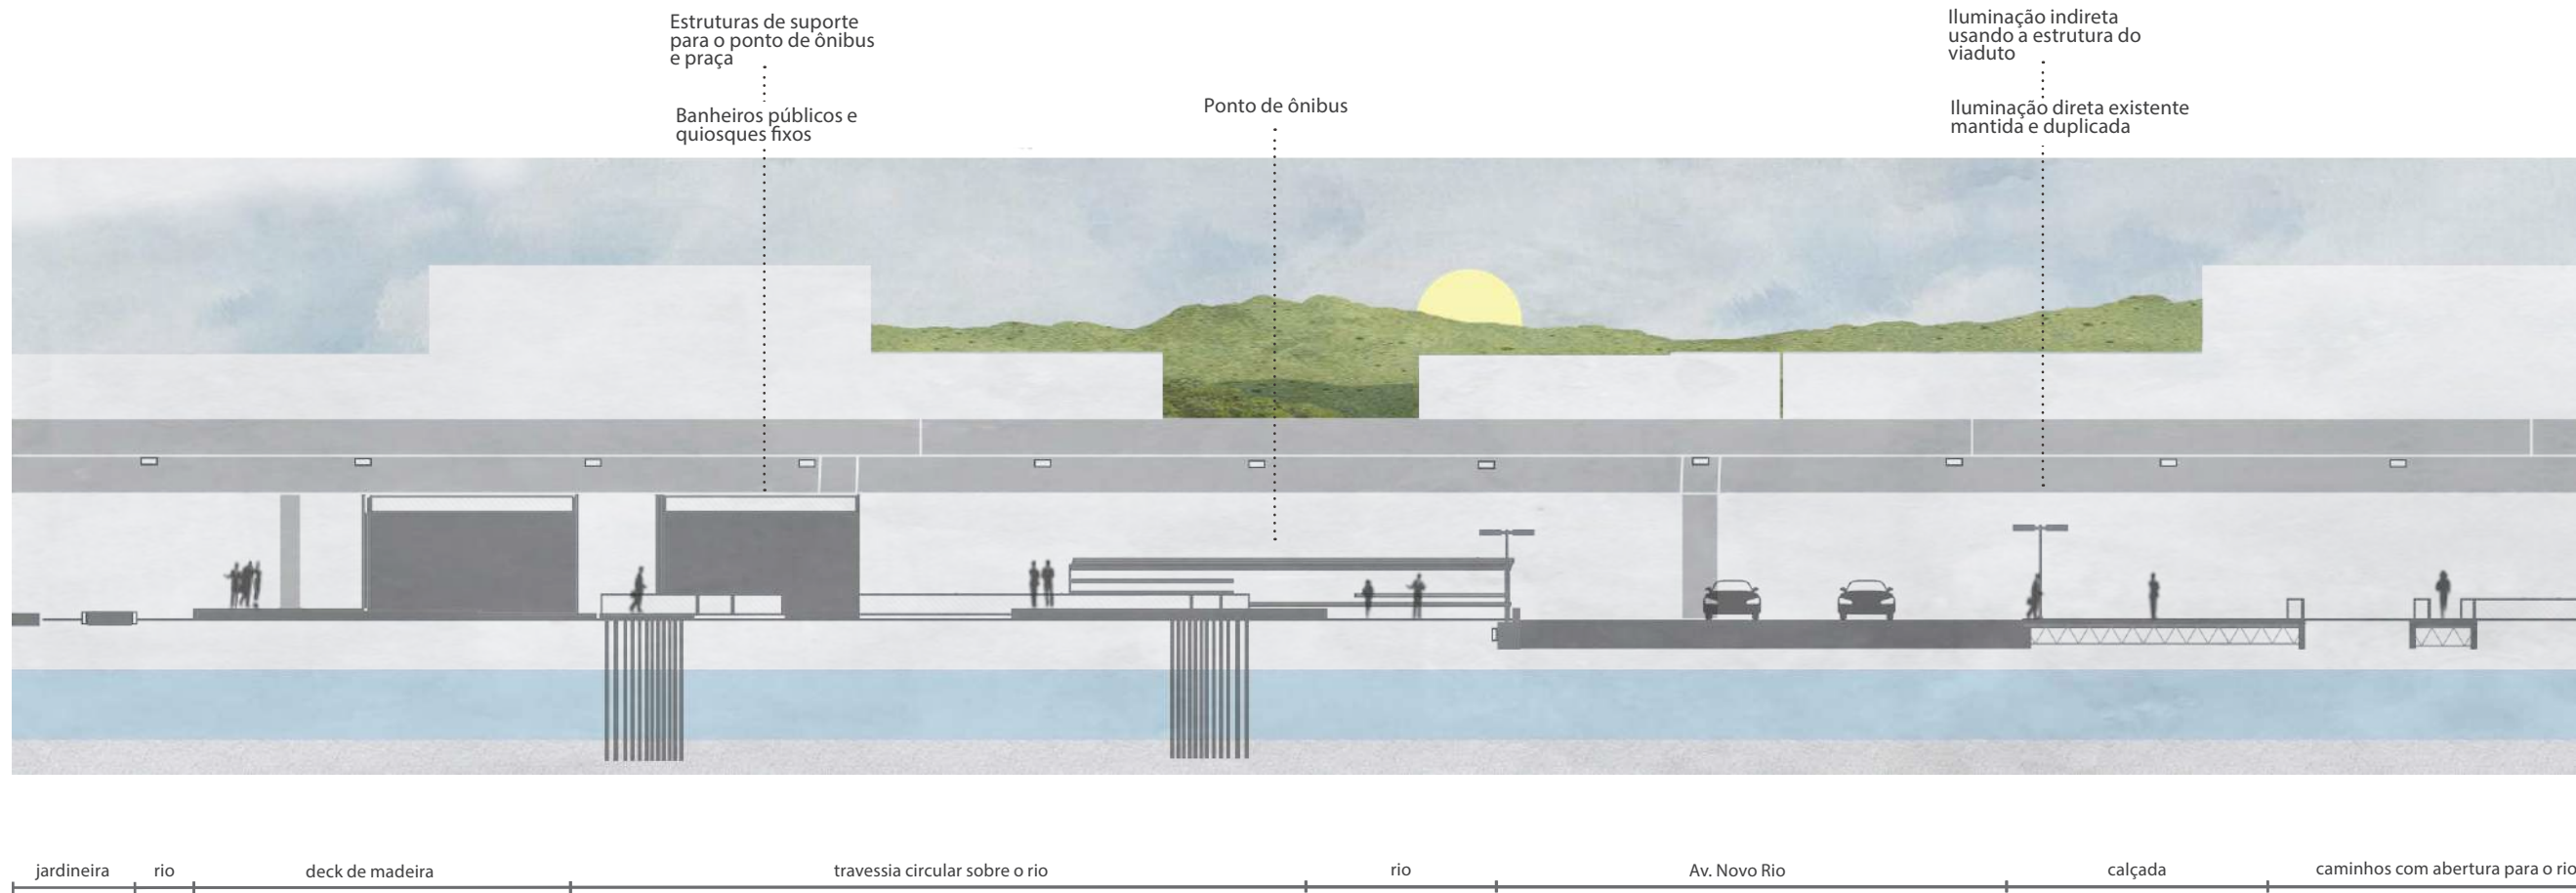 Estruturas de suporte
para o ponto de ônibus
e praça
Banheiros públicos e
quiosques fixos
Ponto de ônibus
Iluminação indireta
usando a estrutura do
viaduto
Iluminação direta existente
mantida e duplicada
jardineira
rio
deck de madeira
travessia circular sobre o rio
rio
Av. Novo Rio
calçada
caminhos com abertura para o rio